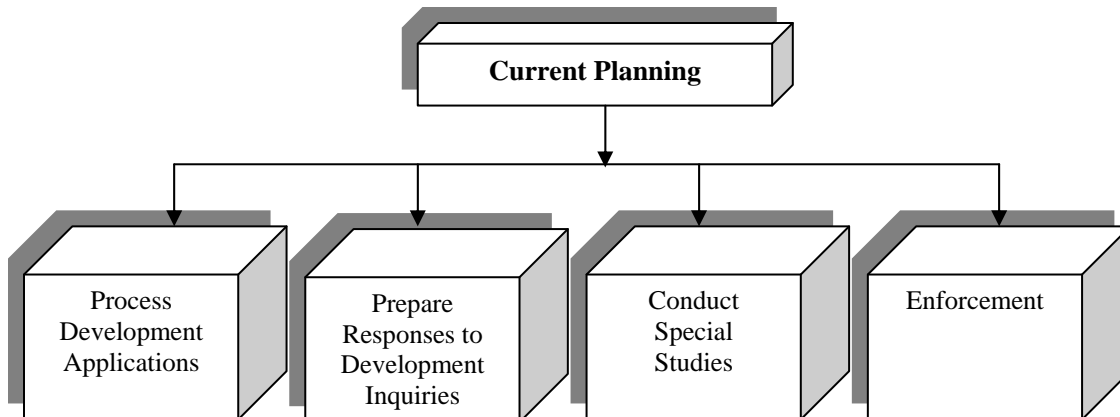 Current Planning
Process
Development
Applications
Prepare
Responses to
Development
Inquiries
Conduct
Special
Studies
Enforcement